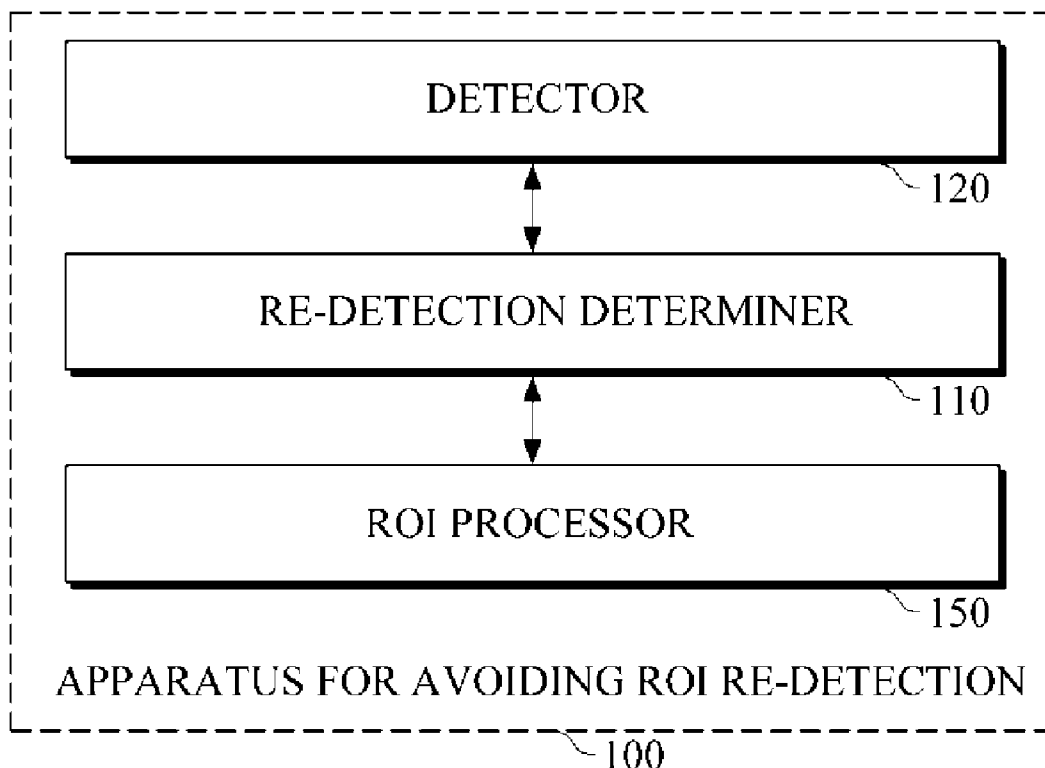 DETECTOR
120
RE-DETECTION DETERMINER
110
ROI PROCESSOR
150
APPARATUS FOR AVOIDING ROI RE-DETECTION
100